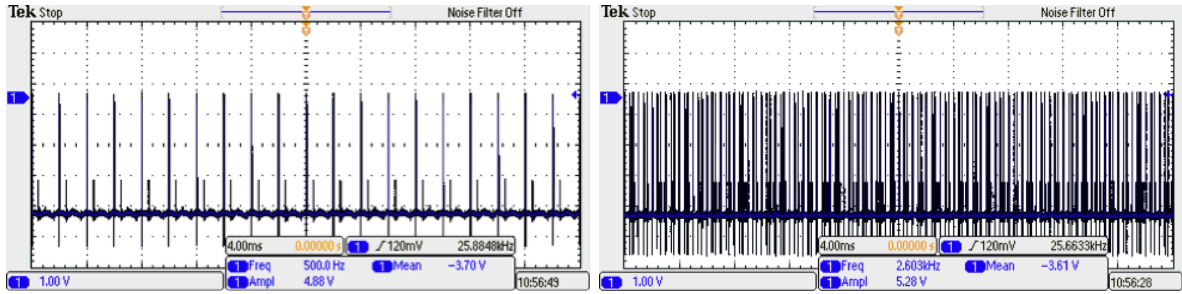 Tek Stop
Noise Filter Off
1
4.00ms 0.00000 s 1 120mV 25.8848kHz
1 Freq 500.0 Hz 1 Mean -3.70 V
1 Ampl 4.88 V
1 1.00 V
10:56:49
Tek Stop
Noise Filter Off
1
4.00ms 0.00000 s 1 120mV 25.6633kHz
1 Freq 2.603kHz 1 Mean -3.61 V
1 Ampl 5.28 V
1 1.00 V
10:56:28